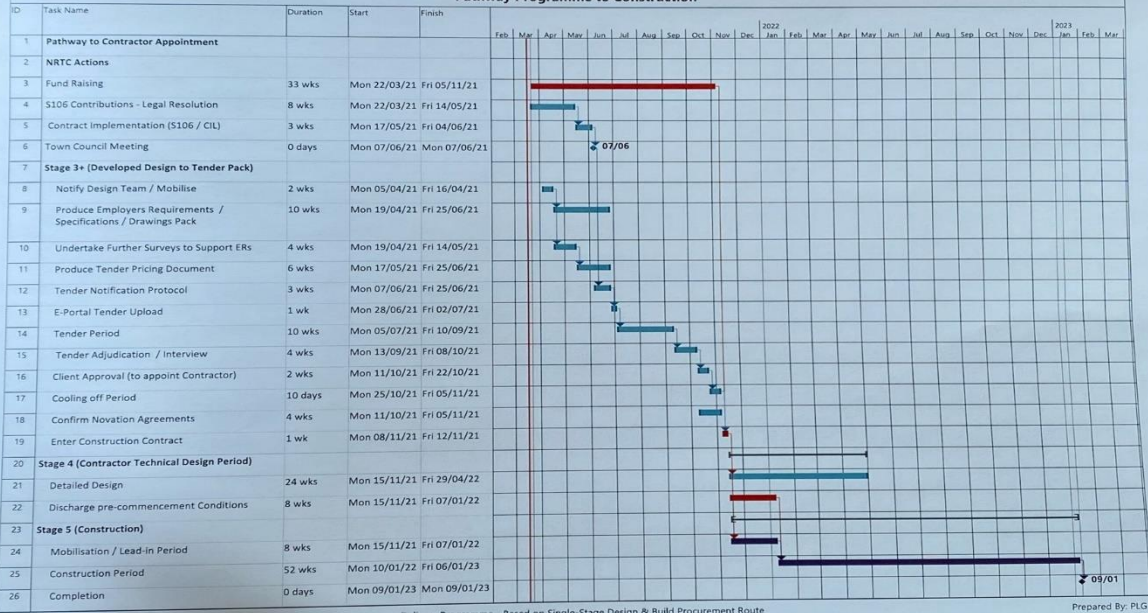 Pathway Programme to Construction
ID Task Name Duration Start Finish
2022 2023
Feb Mar Apr May Jun Jul Aug Sep Oct Nov Dec Jan Feb Mar Apr May Jun Jul Aug Sep Oct Nov Dec Jan Feb Mar
1 Pathway to Contractor Appointment
2 NRTC Actions
3 Fund Raising 33 wks Mon 22/03/21 Fri 05/11/21
4 S106 Contributions - Legal Resolution 8 wks Mon 22/03/21 Fri 14/05/21
5 Contract Implementation (S106 / CIL) 3 wks Mon 17/05/21 Fri 04/06/21
6 Town Council Meeting 0 days Mon 07/06/21 Mon 07/06/21 07/06
7 Stage 3+ (Developed Design to Tender Pack)
8 Notify Design Team / Mobilise 2 wks Mon 05/04/21 Fri 16/04/21
9 Produce Employers Requirements / 10 wks Mon 19/04/21 Fri 25/06/21
Specifications / Drawings Pack
10 Undertake Further Surveys to Support ERs 4 wks Mon 19/04/21 Fri 14/05/21
11 Produce Tender Pricing Document 6 wks Mon 17/05/21 Fri 25/06/21
12 Tender Notification Protocol 3 wks Mon 07/06/21 Fri 25/06/21
13 E-Portal Tender Upload 1 wk Mon 28/06/21 Fri 02/07/21
14 Tender Period 10 wks Mon 05/07/21 Fri 10/09/21
15 Tender Adjudication / Interview 4 wks Mon 13/09/21 Fri 08/10/21
16 Client Approval (to appoint Contractor) 2 wks Mon 11/10/21 Fri 22/10/21
17 Cooling off Period 10 days Mon 25/10/21 Fri 05/11/21
18 Confirm Novation Agreements 4 wks Mon 11/10/21 Fri 05/11/21
19 Enter Construction Contract 1 wk Mon 08/11/21 Fri 12/11/21
20 Stage 4 (Contractor Technical Design Period)
21 Detailed Design 24 wks Mon 15/11/21 Fri 29/04/22
22 Discharge pre-commencement Conditions 8 wks Mon 15/11/21 Fri 07/01/22
23 Stage 5 (Construction)
24 Mobilisation / Lead-in Period 8 wks Mon 15/11/21 Fri 07/01/22
25 Construction Period 52 wks Mon 10/01/22 Fri 06/01/23
26 Completion 0 days Mon 09/01/23 Mon 09/01/23 09/01
Based on Single-Stage Design & Build Procurement Route
Prepared By: